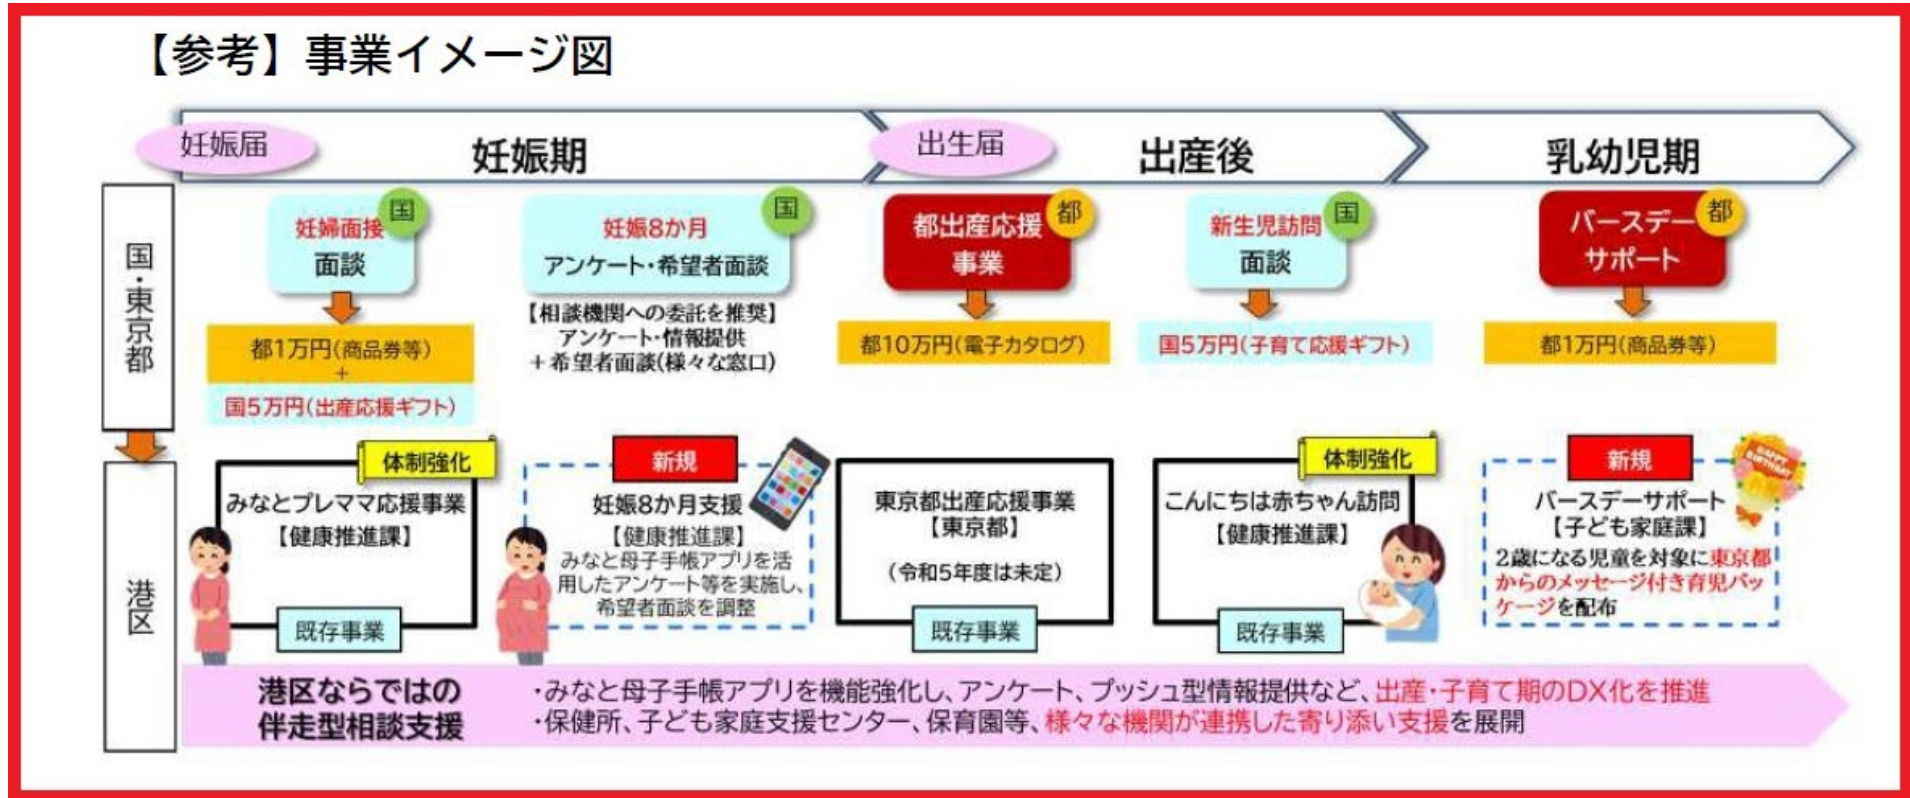 【参考】事業イメージ図
妊娠届
妊娠期
出生届
出産後
乳幼児期
国・東京都
妊婦面接
面談
国
妊娠8か月
アンケート・希望者面談
国
都出産応援
事業
都
新生児訪問
面談
国
バースデー
サポート
都
都1万円(商品券等)
+
国5万円(出産応援ギフト)
【相談機関への委託を推奨】
アンケート・情報提供
+希望者面談(様々な窓口)
都10万円(電子カタログ)
国5万円(子育て応援ギフト)
都1万円(商品券等)
港区
体制強化
みなとプレママ応援事業
【健康推進課】
既存事業
新規
妊娠8か月支援
【健康推進課】
みなと母子手帳アプリを活
用したアンケート等を実施し、
希望者面談を調整
東京都出産応援事業
【東京都】
(令和5年度は未定)
既存事業
体制強化
こんにちは赤ちゃん訪問
【健康推進課】
既存事業
新規
HAPPY
BIRTHDAY
バースデーサポート
【子ども家庭課】
2歳になる児童を対象に東京都
からのメッセージ付き育児パッ
ケージを配布
港区ならではの
伴走型相談支援
・みなと母子手帳アプリを機能強化し、アンケート、プッシュ型情報提供など、出産・子育て期のDX化を推進
・保健所、子ども家庭支援センター、保育園等、様々な機関が連携した寄り添い支援を展開